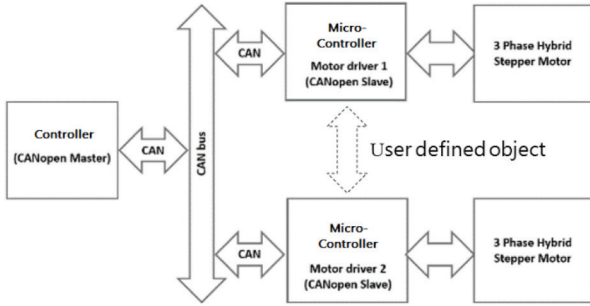 Micro-
Controller
Motor driver 1
(CANopen Slave)
3 Phase Hybrid
Stepper Motor
CAN
Controller
(CANopen Master)
CAN
CAN bus
User defined object
Micro-
Controller
Motor driver 2
(CANopen Slave)
3 Phase Hybrid
Stepper Motor
CAN